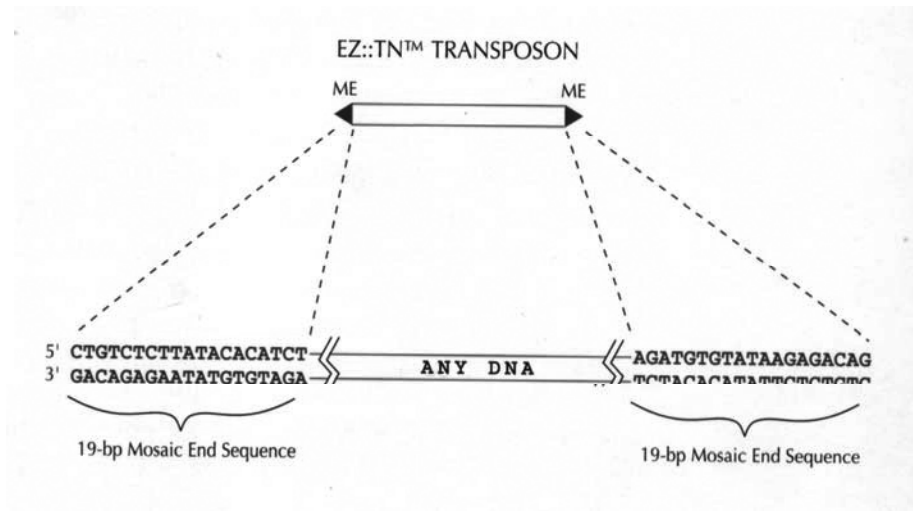 EZ::TN™ TRANSPOSON
ME ME
5' CTGTCTCTTATACACATCT AGATGTGTATAAGAGACAG
ANY DNA
3' GACAGAGAATATGTGTAGA TCTACACATATTCTCTGTC
19-bp Mosaic End Sequence 19-bp Mosaic End Sequence